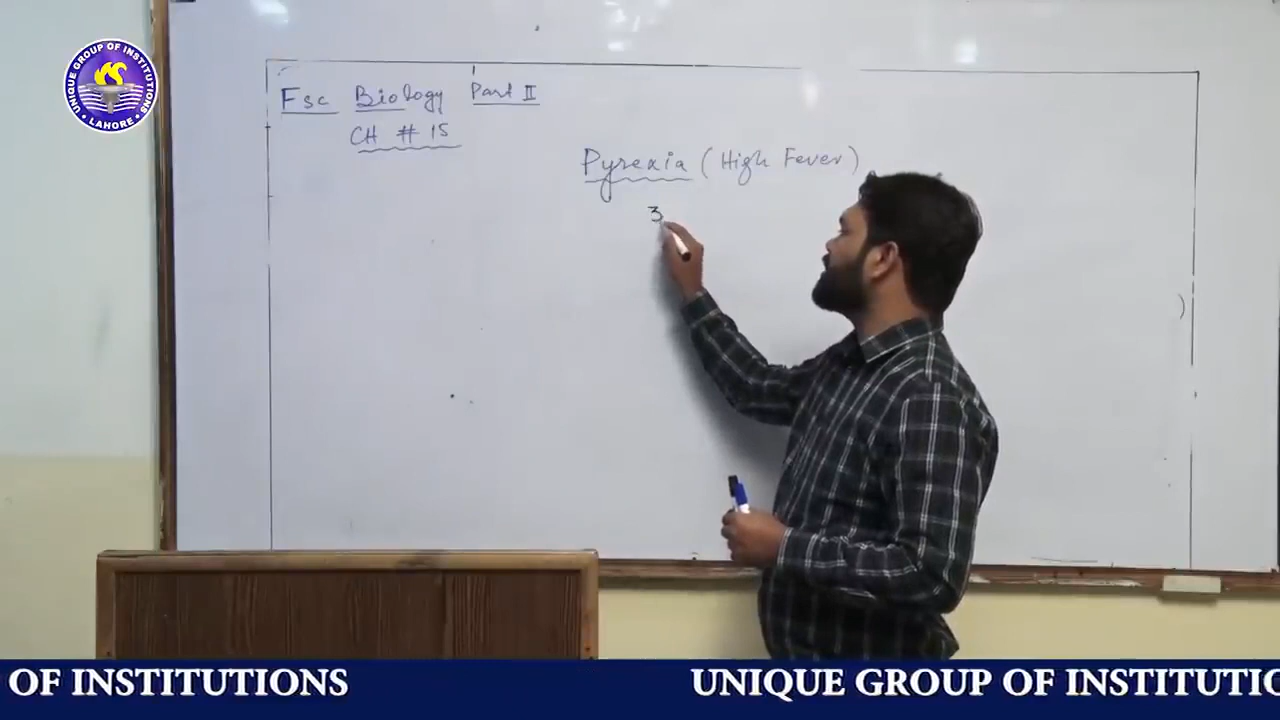 UNIQUE GROUP OF INSTITUTIONS
• LAHORE •
Fsc Biology Part II
CH # 15
Pyrexia (High Fever)
3
OF INSTITUTIONS UNIQUE GROUP OF INSTITUTIO